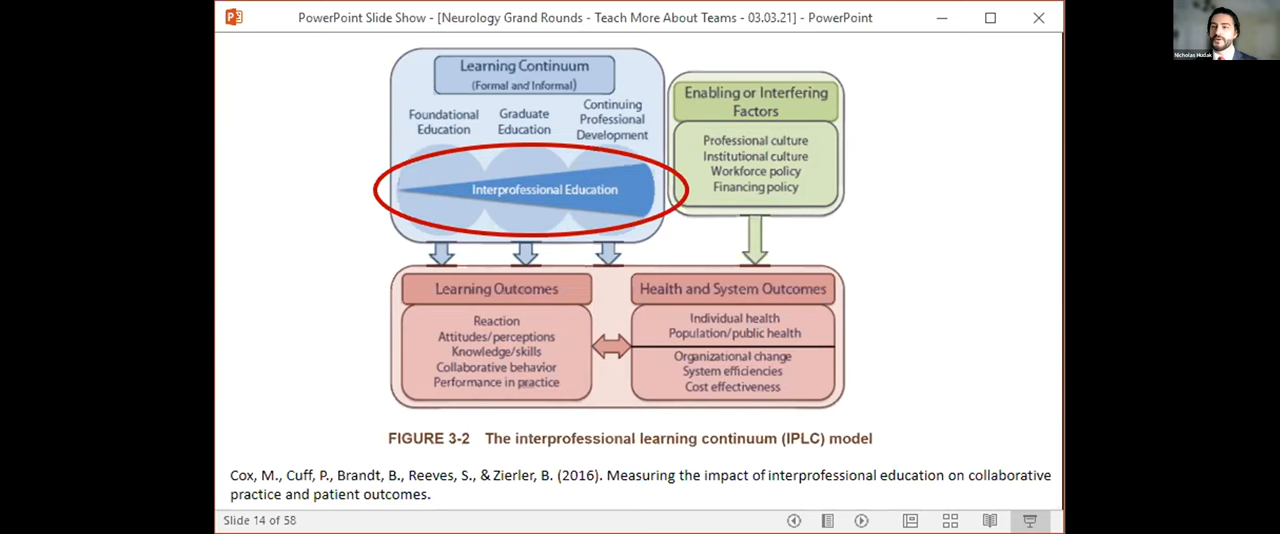 PowerPoint Slide Show - [Neurology Grand Rounds - Teach More About Teams - 03.03.21] - PowerPoint
Nicholas Hudak
Learning Continuum
(Formal and Informal)
Foundational
Education
Graduate
Education
Continuing
Professional
Development
Interprofessional Education
Enabling or Interfering
Factors
Professional culture
Institutional culture
Workforce policy
Financing policy
Learning Outcomes
Reaction
Attitudes/perceptions
Knowledge/skills
Collaborative behavior
Performance in practice
Health and System Outcomes
Individual health
Population/public health
Organizational change
System efficiencies
Cost effectiveness
FIGURE 3-2 The interprofessional learning continuum (IPLC) model
Cox, M., Cuff, P., Brandt, B., Reeves, S., & Zierler, B. (2016). Measuring the impact of interprofessional education on collaborative
practice and patient outcomes.
Slide 14 of 58